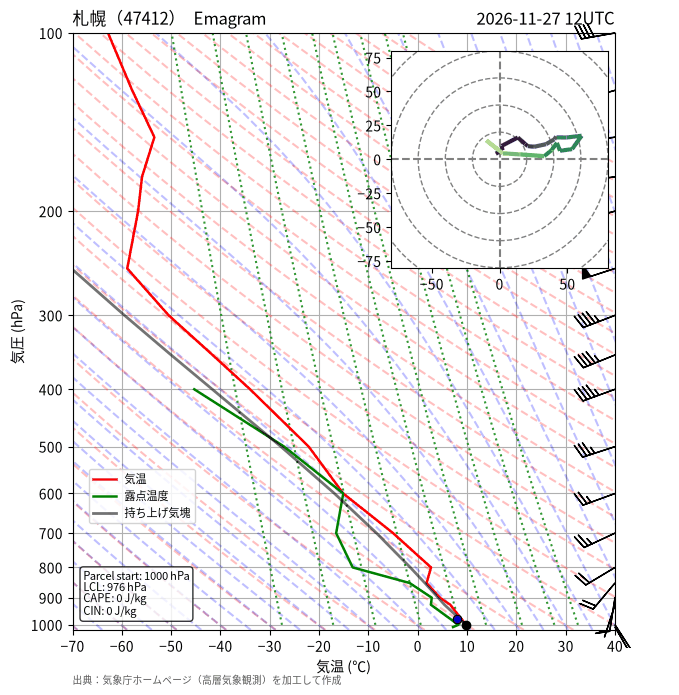 札幌（47412） Emagram
2026-11-27 12UTC
100
200
300
400
500
600
700
800
900
1000
気圧 (hPa)
75
50
25
0
−25
−50
−75
−50
0
50
気温
露点温度
持ち上げ気塊
Parcel start: 1000 hPa
LCL: 976 hPa
CAPE: 0 J/kg
CIN: 0 J/kg
−70
−60
−50
−40
−30
−20
−10
0
10
20
30
40
気温 (℃)
出典：気象庁ホームページ（高層気象観測）を加工して作成